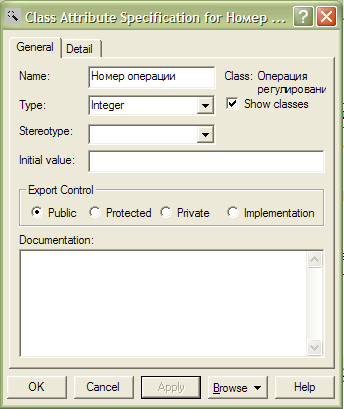 Class Attribute Specification for Номер ...
General
Detail
Name:
Номер операции
Class:
Операция
регулировани
Type:
Integer
Show classes
Stereotype:
Initial value:
Export Control
Public
Protected
Private
Implementation
Documentation:
OK
Cancel
Apply
Browse
Help